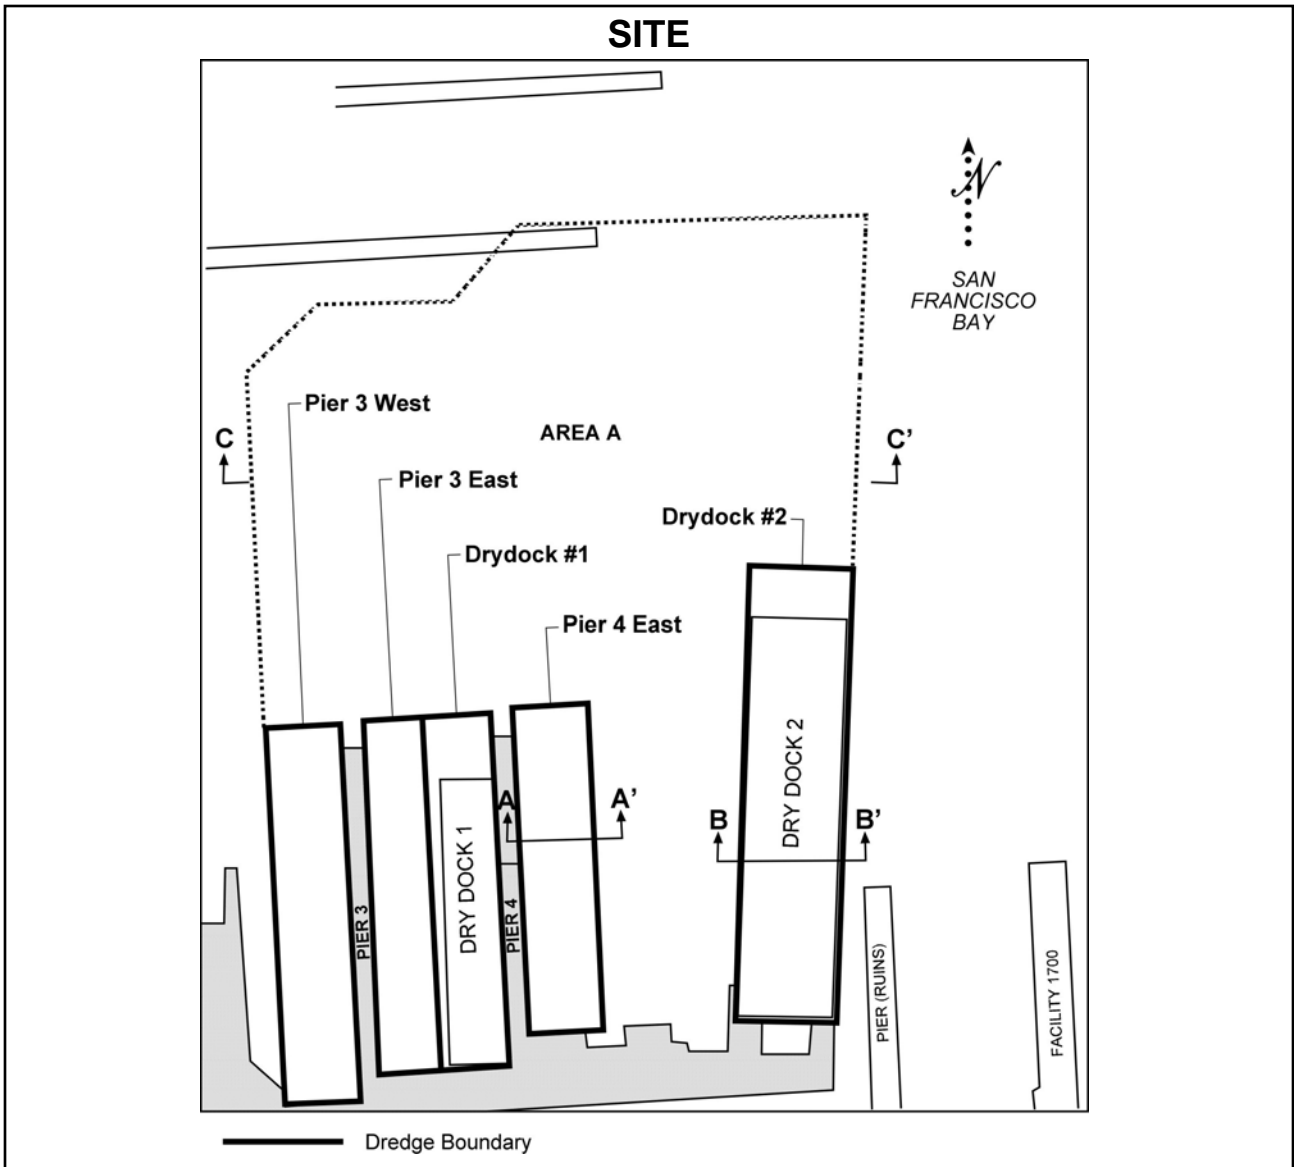 SITE
N
SAN
FRANCISCO
BAY
Pier 3 West
C
AREA A
C’
Pier 3 East
Drydock #2
Drydock #1
Pier 4 East
DRY DOCK 2
A
A’
B
B’
DRY DOCK 1
PIER 3
PIER 4
PIER (RUINS)
FACILITY 1700
Dredge Boundary